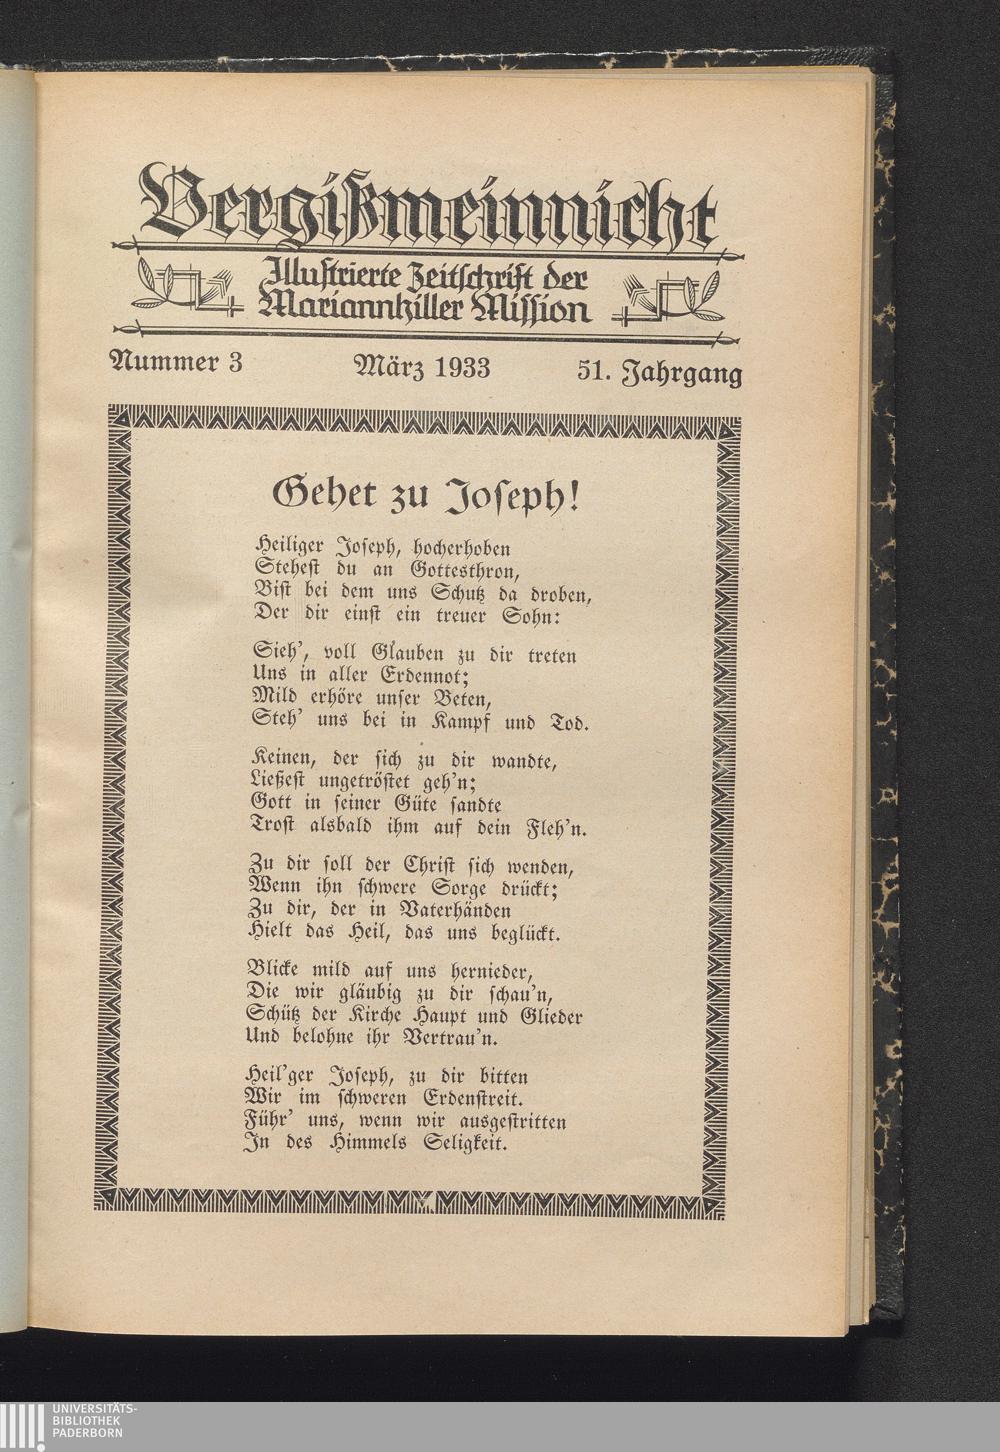 Vergißmeinnicht
Illustrierte Zeitschrift der
Mariannhiller Mission
Nummer 3 März 1933 51. Jahrgang
Gehet zu Joseph!
Heiliger Joseph, hocherhoben
Stehest du an Gottesthron,
Bist bei dem uns Schutz da droben,
Der dir einst ein treuer Sohn:
Sieh', voll Glauben zu dir treten
Uns in aller Erdennot;
Mild erhöre unser Beten,
Steh' uns bei in Kampf und Tod.
Keinen, der sich zu dir wandte,
Ließest ungetröstet geh'n;
Gott in seiner Güte sandte
Trost alsbald ihm auf dein Fleh'n.
Zu dir soll der Christ sich wenden,
Wenn ihn schwere Sorge drückt;
Zu dir, der in Vaterhänden
Hielt das Heil, das uns beglückt.
Blicke mild auf uns hernieder,
Die wir gläubig zu dir schau'n,
Schütz der Kirche Haupt und Glieder
Und belohne ihr Vertrau'n.
Heil'ger Joseph, zu dir bitten
Wir im schweren Erdenstreit.
Führ' uns, wenn wir ausgestritten
In des Himmels Seligkeit.
UNIVERSITÄTS-
BIBLIOTHEK
PADERBORN